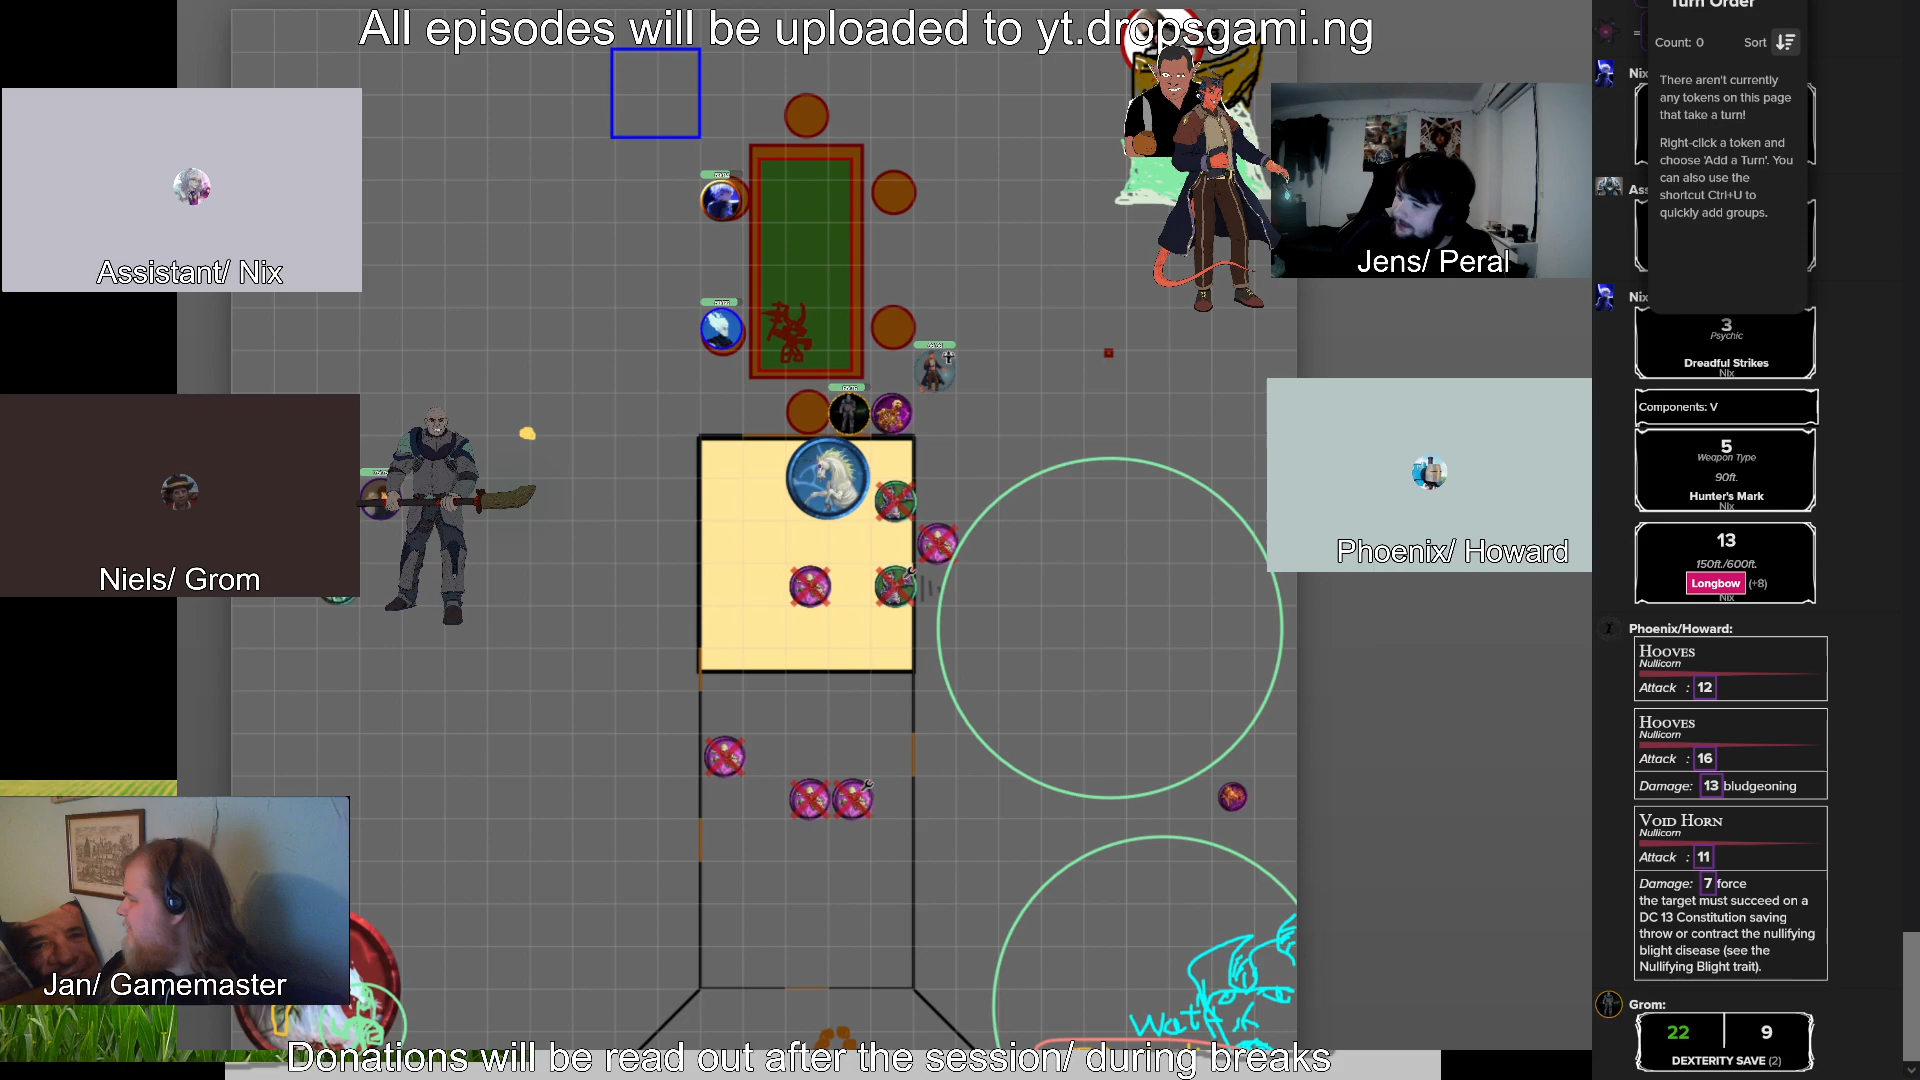 All episodes will be uploaded to yt.dropsgami.ng
Assistant/ Nix
Niels/ Grom
Jan/ Gamemaster
Jens/ Peral
Phoenix/ Howard
Donations will be read out after the session/ during breaks
Turn Order
Count: 0
Sort
There aren't currently
any tokens on this page
that take a turn!
Right-click a token and
choose 'Add a Turn'. You
can also use the
shortcut Ctrl+U to
quickly add groups.
Nix
Ass
Nix
3
Psychic
Dreadful Strikes
Nix
Components: V
5
Weapon Type
90ft.
Hunter's Mark
Nix
13
150ft./600ft.
Longbow (+8)
Nix
Phoenix/Howard:
HOOVES
Nullicorn
Attack : 12
HOOVES
Nullicorn
Attack : 16
Damage: 13 bludgeoning
VOID HORN
Nullicorn
Attack : 11
Damage: 7 force
the target must succeed on a
DC 13 Constitution saving
throw or contract the nullifying
blight disease (see the
Nullifying Blight trait).
Grom:
22 9
DEXTERITY SAVE (2)